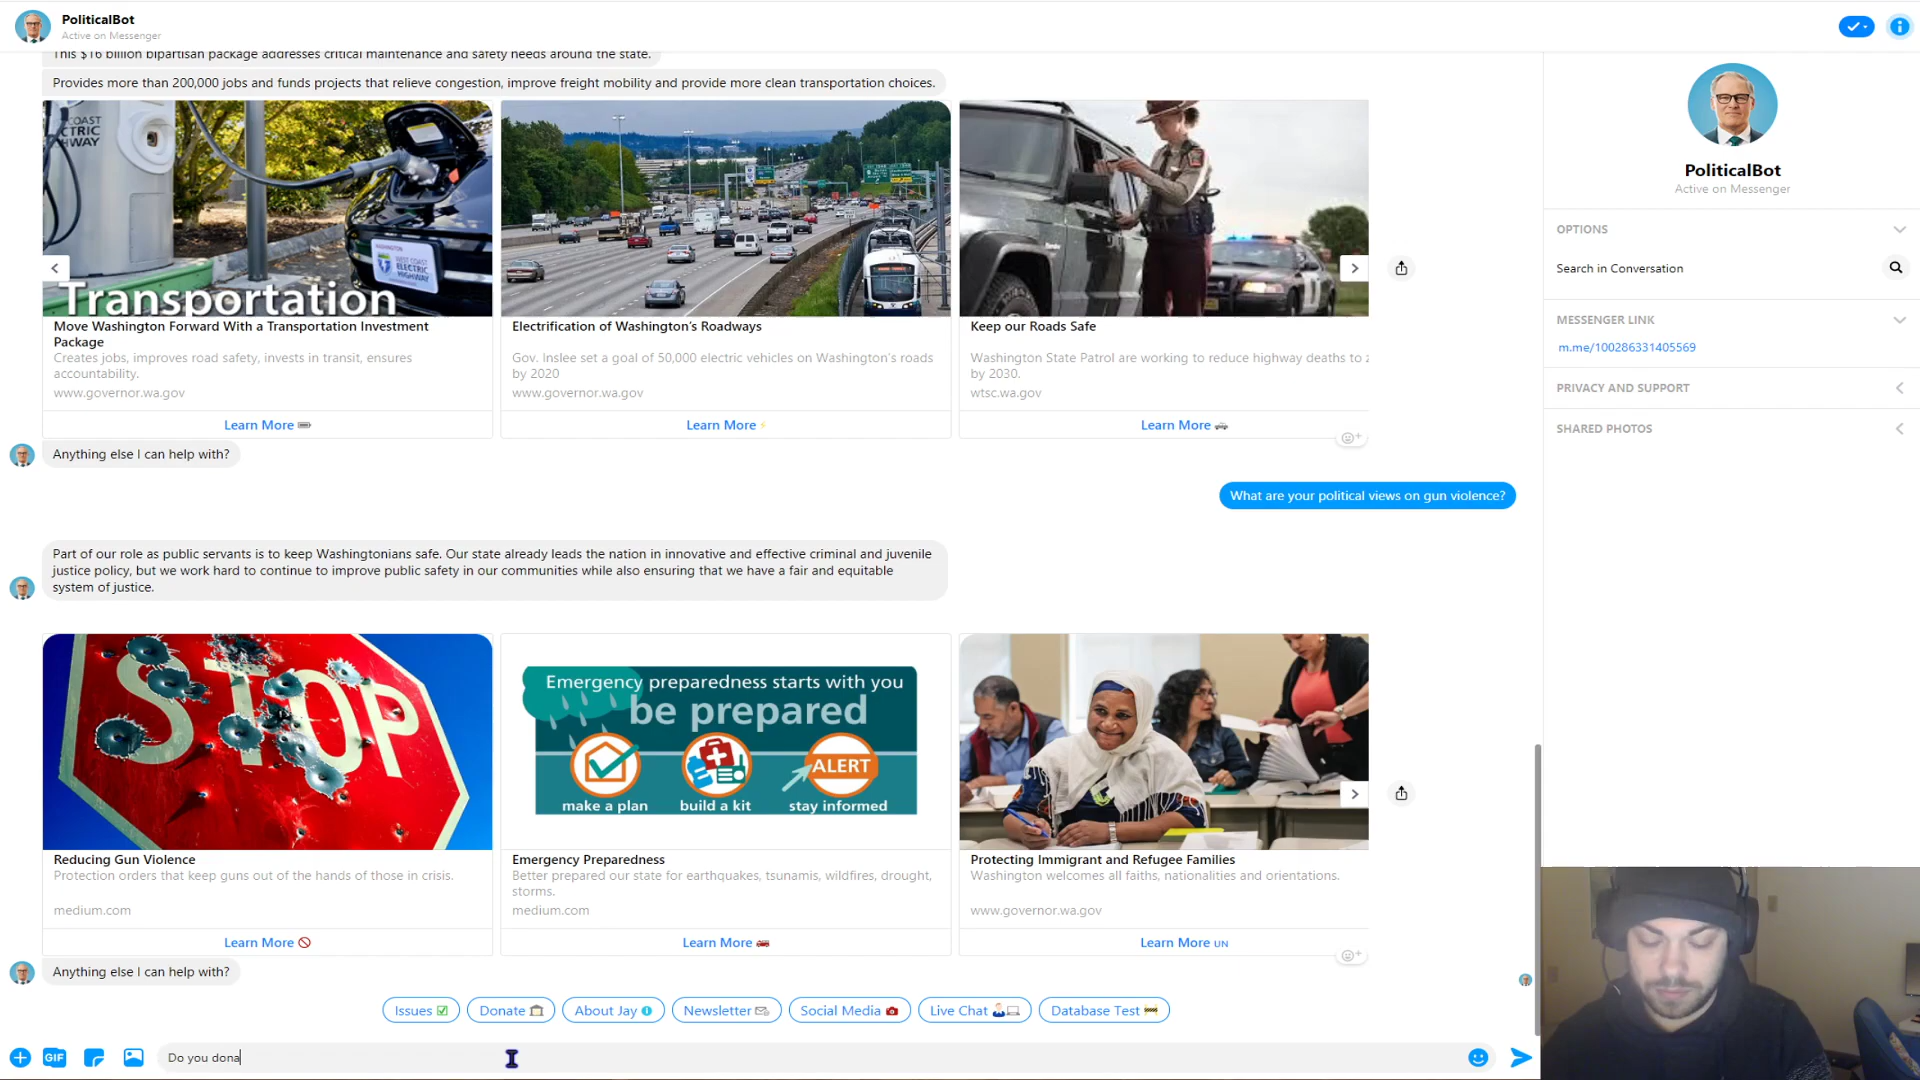 PoliticalBot
Active on Messenger
This $16 billion bipartisan package addresses critical maintenance and safety needs around the state.
Provides more than 200,000 jobs and funds projects that relieve congestion, improve freight mobility and provide more clean transportation choices.
COAST
CTRIC
HWAY
WASHINGTON
WEST COAST
ELECTRIC
HIGHWAY
Transportation
Move Washington Forward With a Transportation Investment
Package
Creates jobs, improves road safety, invests in transit, ensures
accountability.
www.governor.wa.gov
Learn More
Electrification of Washington's Roadways
Gov. Inslee set a goal of 50,000 electric vehicles on Washington's roads
by 2020
www.governor.wa.gov
Learn More
Keep our Roads Safe
Washington State Patrol are working to reduce highway deaths to z
by 2030.
wtsc.wa.gov
Learn More
Anything else I can help with?
What are your political views on gun violence?
Part of our role as public servants is to keep Washingtonians safe. Our state already leads the nation in innovative and effective criminal and juvenile
justice policy, but we work hard to continue to improve public safety in our communities while also ensuring that we have a fair and equitable
system of justice.
STOP
Reducing Gun Violence
Protection orders that keep guns out of the hands of those in crisis.
medium.com
Learn More
Emergency preparedness starts with you
be prepared
ALERT
make a plan build a kit stay informed
Emergency Preparedness
Better prepared our state for earthquakes, tsunamis, wildfires, drought,
storms.
medium.com
Learn More
Protecting Immigrant and Refugee Families
Washington welcomes all faiths, nationalities and orientations.
www.governor.wa.gov
Learn More UN
Anything else I can help with?
Issues Donate About Jay Newsletter Social Media Live Chat Database Test
GIF Do you dona
PoliticalBot
Active on Messenger
OPTIONS
Search in Conversation
MESSENGER LINK
m.me/100286331405569
PRIVACY AND SUPPORT
SHARED PHOTOS